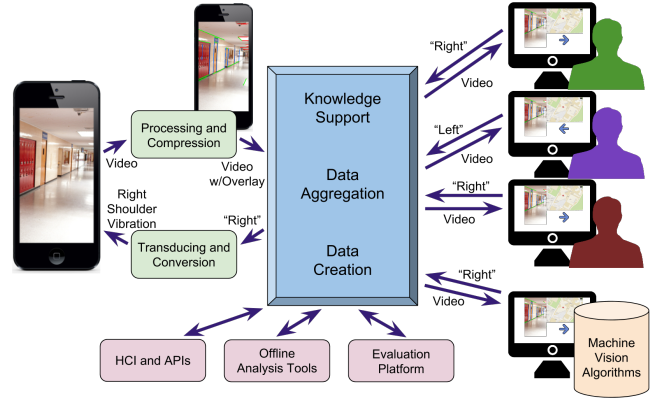 Processing and
Compression
Video
Video
w/Overlay
Right
Shoulder
Vibration
“Right”
Transducing and
Conversion
Knowledge
Support
Data
Aggregation
Data
Creation
“Right”
Video
“Left”
Video
“Right”
Video
“Right”
Video
Machine
Vision
Algorithms
HCI and APIs
Offline
Analysis Tools
Evaluation
Platform